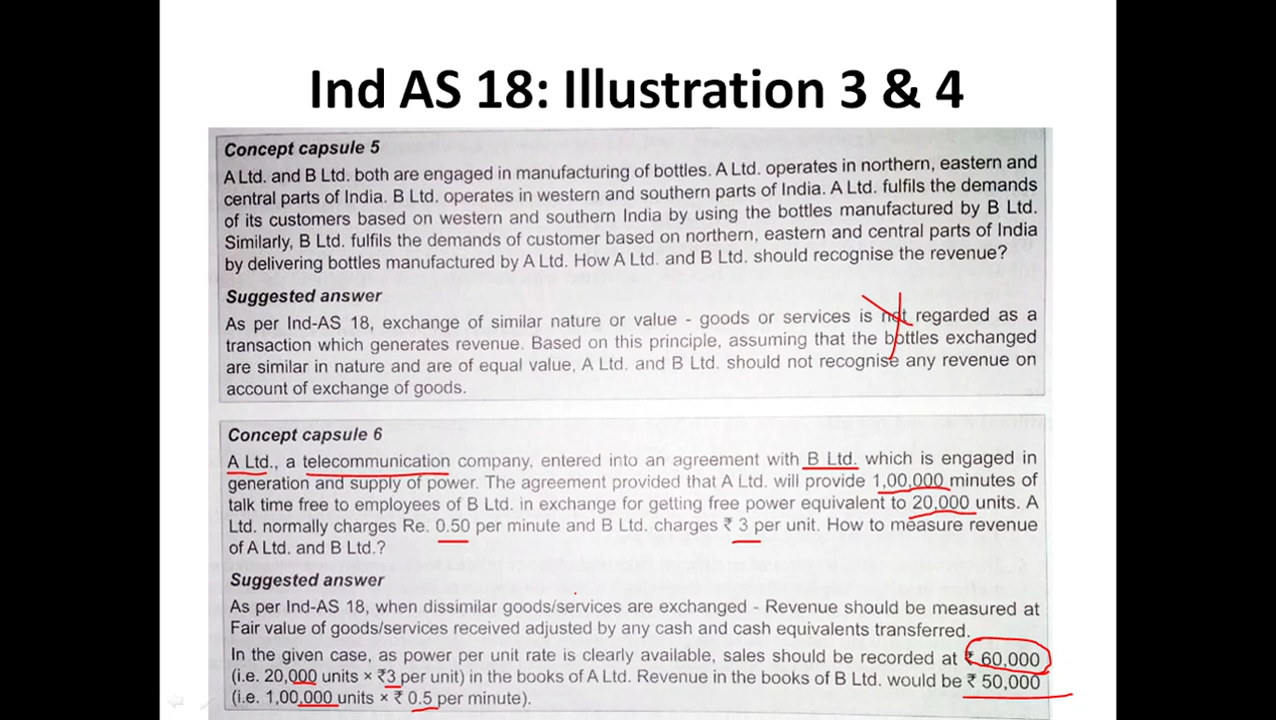 Ind AS 18: Illustration 3 & 4
Concept capsule 5
A Ltd. and B Ltd. both are engaged in manufacturing of bottles. A Ltd. operates in northern, eastern and
central parts of India. B Ltd. operates in western and southern parts of India. A Ltd. fulfils the demands
of its customers based on western and southern India by using the bottles manufactured by B Ltd.
Similarly, B Ltd. fulfils the demands of customer based on northern, eastern and central parts of India
by delivering bottles manufactured by A Ltd. How A Ltd. and B Ltd. should recognise the revenue?
Suggested answer
As per Ind-AS 18, exchange of similar nature or value - goods or services is not regarded as a
transaction which generates revenue. Based on this principle, assuming that the bottles exchanged
are similar in nature and are of equal value, A Ltd. and B Ltd. should not recognise any revenue on
account of exchange of goods.
Concept capsule 6
A Ltd., a telecommunication company, entered into an agreement with B Ltd. which is engaged in
generation and supply of power. The agreement provided that A Ltd. will provide 1,00,000 minutes of
talk time free to employees of B Ltd. in exchange for getting free power equivalent to 20,000 units. A
Ltd. normally charges Re. 0.50 per minute and B Ltd. charges ₹ 3 per unit. How to measure revenue
of A Ltd. and B Ltd.?
Suggested answer
As per Ind-AS 18, when dissimilar goods/services are exchanged - Revenue should be measured at
Fair value of goods/services received adjusted by any cash and cash equivalents transferred.
In the given case, as power per unit rate is clearly available, sales should be recorded at ₹ 60,000
(i.e. 20,000 units × ₹3 per unit) in the books of A Ltd. Revenue in the books of B Ltd. would be ₹ 50,000
(i.e. 1,00,000 units × ₹ 0.5 per minute).